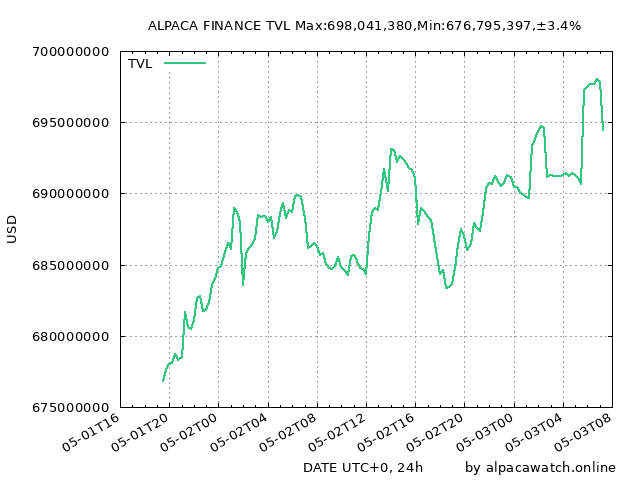 ALPACA FINANCE TVL Max:698,041,380,Min:676,795,397,±3.4%
700000000
TVL
695000000
690000000
USD
685000000
680000000
675000000
05-01T16 05-01T20 05-02T00 05-02T04 05-02T08 05-02T12 05-02T16 05-02T20 05-03T00 05-03T04 05-03T08
DATE UTC+0, 24h by alpacawatch.online